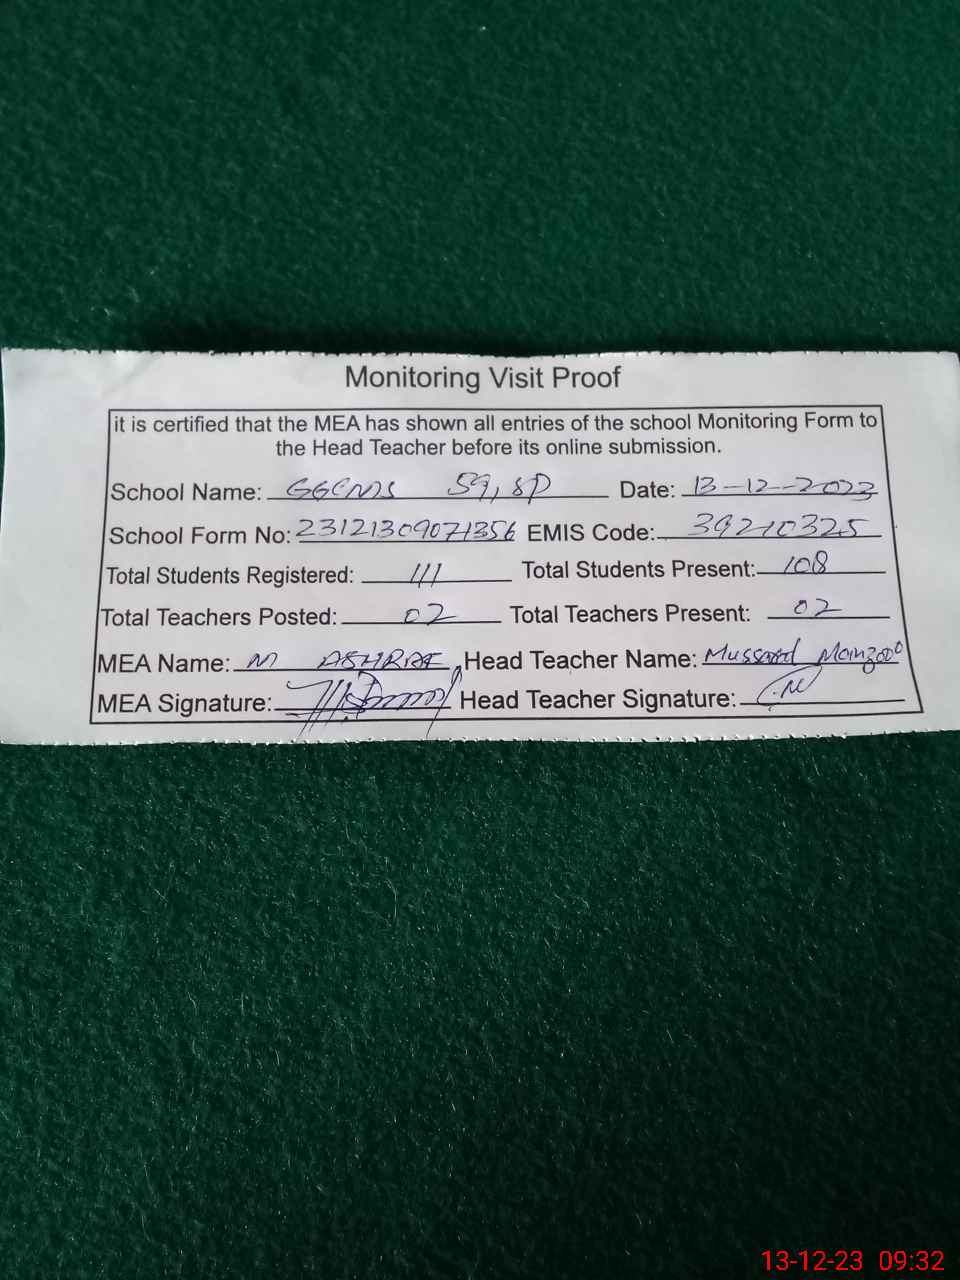 Monitoring Visit Proof
it is certified that the MEA has shown all entries of the school Monitoring Form to
the Head Teacher before its online submission.
School Name: GGCMS 59, SP Date: 13-12-2023
School Form No: 23121309071356 EMIS Code: 39210325
Total Students Registered: 111 Total Students Present: 108
Total Teachers Posted: 02 Total Teachers Present: 02
MEA Name: M ASHRAF Head Teacher Name: Mussarat Manzoor
MEA Signature: Head Teacher Signature:
13-12-23 09:32